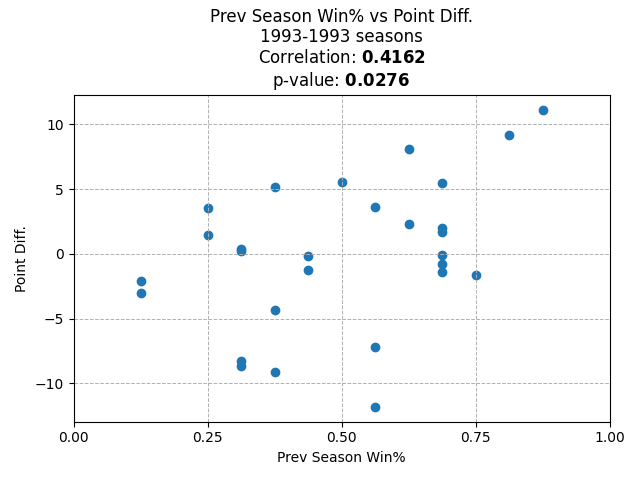 Prev Season Win% vs Point Diff.
1993-1993 seasons
Correlation: 0.4162
p-value: 0.0276
10
5
0
−5
−10
Point Diff.
0.00 0.25 0.50 0.75 1.00
Prev Season Win%